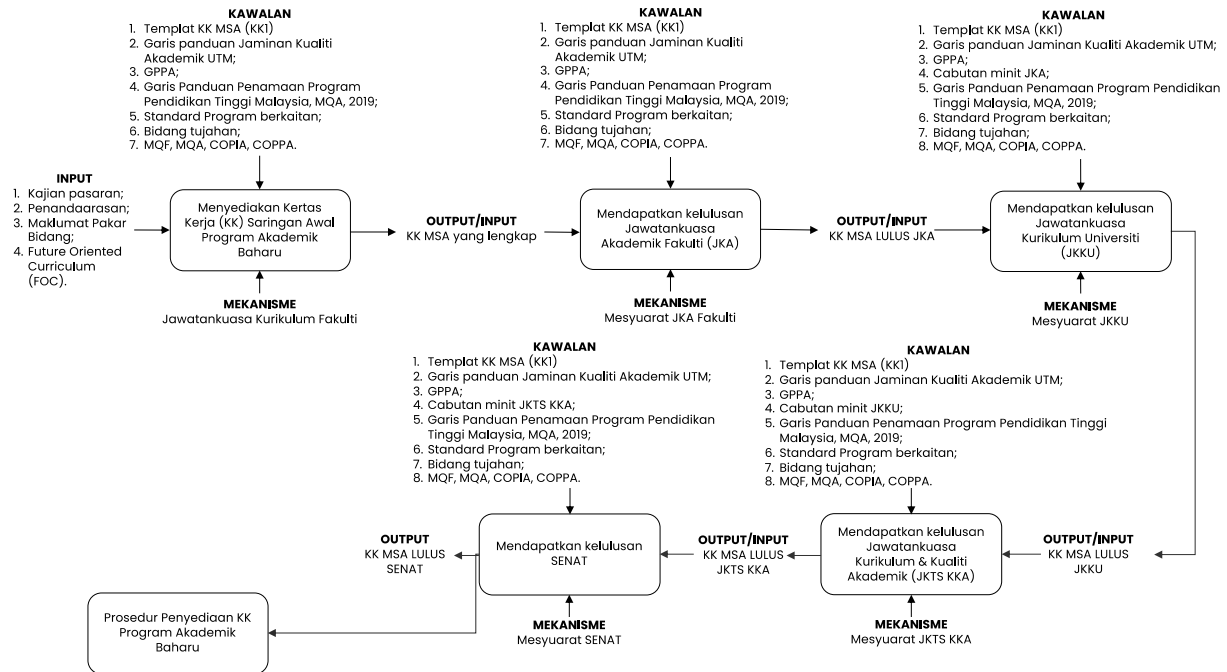 KAWALAN
1. Templat KK MSA (KK1)
2. Garis panduan Jaminan Kualiti
Akademik UTM;
3. GPPA;
4. Garis Panduan Penamaan Program
Pendidikan Tinggi Malaysia, MQA, 2019;
5. Standard Program berkaitan;
6. Bidang tujahan;
7. MQF, MQA, COPIA, COPPA.
INPUT
1. Kajian pasaran;
2. Penandaarasan;
3. Maklumat Pakar
Bidang;
4. Future Oriented
Curriculum
(FOC).
Menyediakan Kertas
Kerja (KK) Saringan Awal
Program Akademik
Baharu
MEKANISME
Jawatankuasa Kurikulum Fakulti
OUTPUT/INPUT
KK MSA yang lengkap
KAWALAN
1. Templat KK MSA (KK1)
2. Garis panduan Jaminan Kualiti
Akademik UTM;
3. GPPA;
4. Garis Panduan Penamaan Program
Pendidikan Tinggi Malaysia, MQA, 2019;
5. Standard Program berkaitan;
6. Bidang tujahan;
7. MQF, MQA, COPIA, COPPA.
Mendapatkan kelulusan
Jawatankuasa
Akademik Fakulti (JKA)
MEKANISME
Mesyuarat JKA Fakulti
OUTPUT/INPUT
KK MSA LULUS JKA
KAWALAN
1. Templat KK MSA (KK1)
2. Garis panduan Jaminan Kualiti Akademik UTM;
3. GPPA;
4. Cabutan minit JKA;
5. Garis Panduan Penamaan Program Pendidikan
Tinggi Malaysia, MQA, 2019;
6. Standard Program berkaitan;
7. Bidang tujahan;
8. MQF, MQA, COPIA, COPPA.
Mendapatkan kelulusan
Jawatankuasa
Kurikulum Universiti
(JKKU)
MEKANISME
Mesyuarat JKKU
OUTPUT/INPUT
KK MSA LULUS
JKKU
KAWALAN
1. Templat KK MSA (KK1)
2. Garis panduan Jaminan Kualiti Akademik UTM;
3. GPPA;
4. Cabutan minit JKKU;
5. Garis Panduan Penamaan Program Pendidikan Tinggi
Malaysia, MQA, 2019;
6. Standard Program berkaitan;
7. Bidang tujahan;
8. MQF, MQA, COPIA, COPPA.
Mendapatkan kelulusan
Jawatankuasa
Kurikulum & Kualiti
Akademik (JKTS KKA)
MEKANISME
Mesyuarat JKTS KKA
OUTPUT/INPUT
KK MSA LULUS
JKTS KKA
KAWALAN
1. Templat KK MSA (KK1)
2. Garis panduan Jaminan Kualiti Akademik UTM;
3. GPPA;
4. Cabutan minit JKTS KKA;
5. Garis Panduan Penamaan Program Pendidikan
Tinggi Malaysia, MQA, 2019;
6. Standard Program berkaitan;
7. Bidang tujahan;
8. MQF, MQA, COPIA, COPPA.
Mendapatkan kelulusan
SENAT
MEKANISME
Mesyuarat SENAT
OUTPUT
KK MSA LULUS
SENAT
Prosedur Penyediaan KK
Program Akademik
Baharu